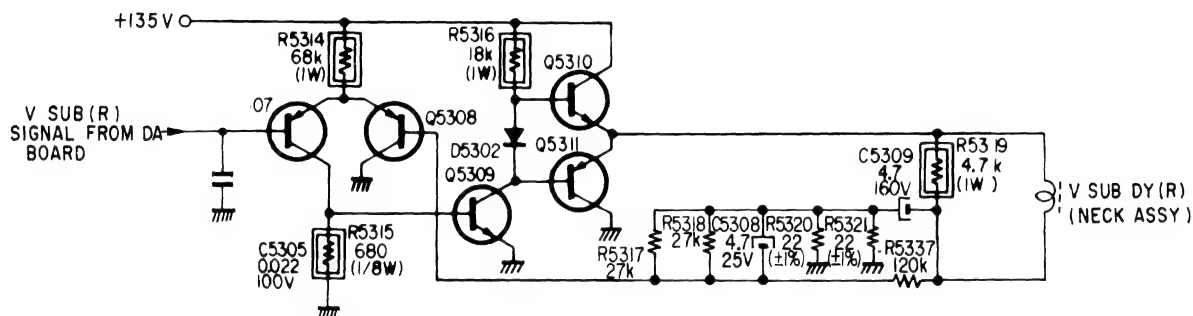 +135V
R5314
68k
(1W)
R5316
18k
(1W)
Q5310
V SUB (R)
SIGNAL FROM DA
BOARD
07
Q5308
D5302
Q5311
Q5309
C5309
4.7
160V
R5319
4.7k
(1W)
V SUB DY (R)
(NECK ASSY)
C5305
0.022
100V
R5315
680
(1/8W)
R5317
27k
R5318
27k
C5308
4.7
25V
R5320
22
(±1%)
R5321
22
(±1%)
R5337
120k